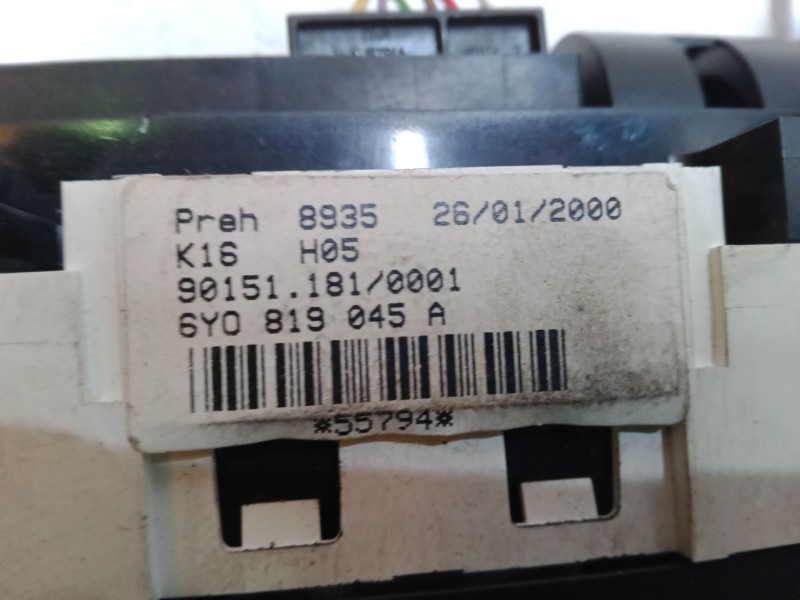 Preh 8935 26/01/2000
K16 H05
90151.181/0001
6Y0 819 045 A
*55794*